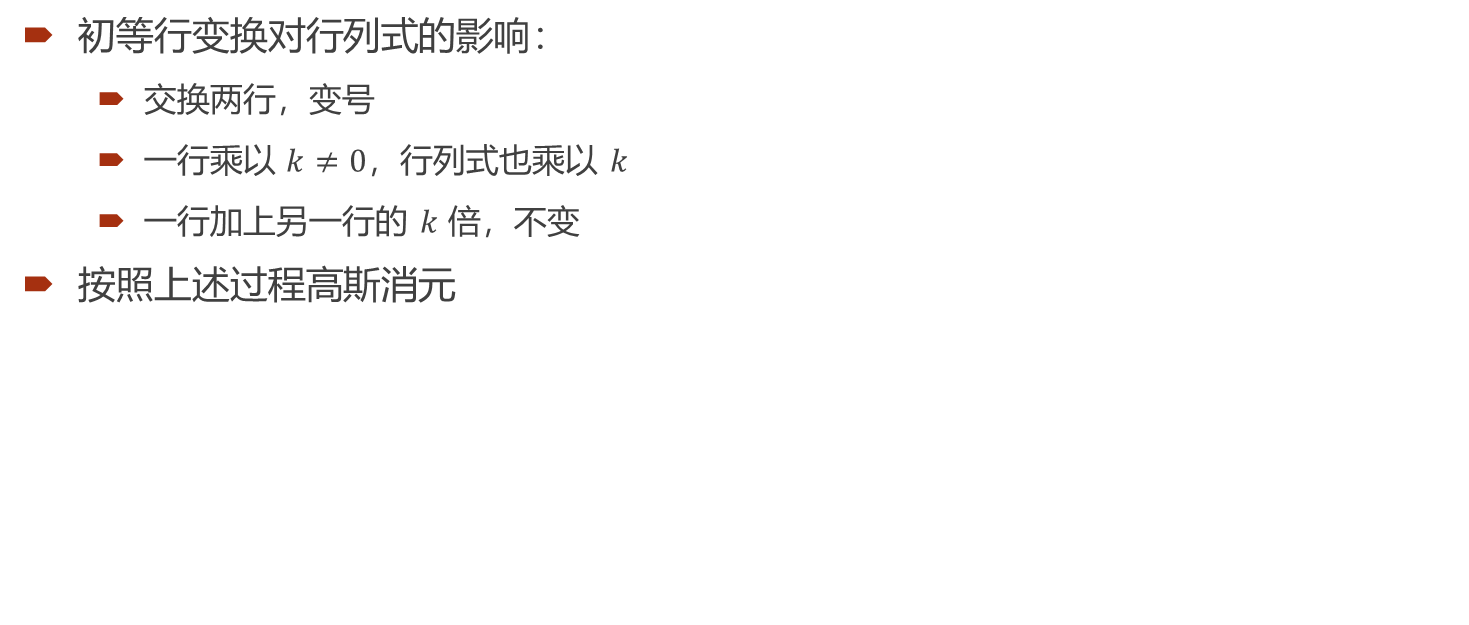 初等行变换对行列式的影响：
交换两行，变号
一行乘以 k ≠ 0，行列式也乘以 k
一行加上另一行的 k 倍，不变
按照上述过程高斯消元